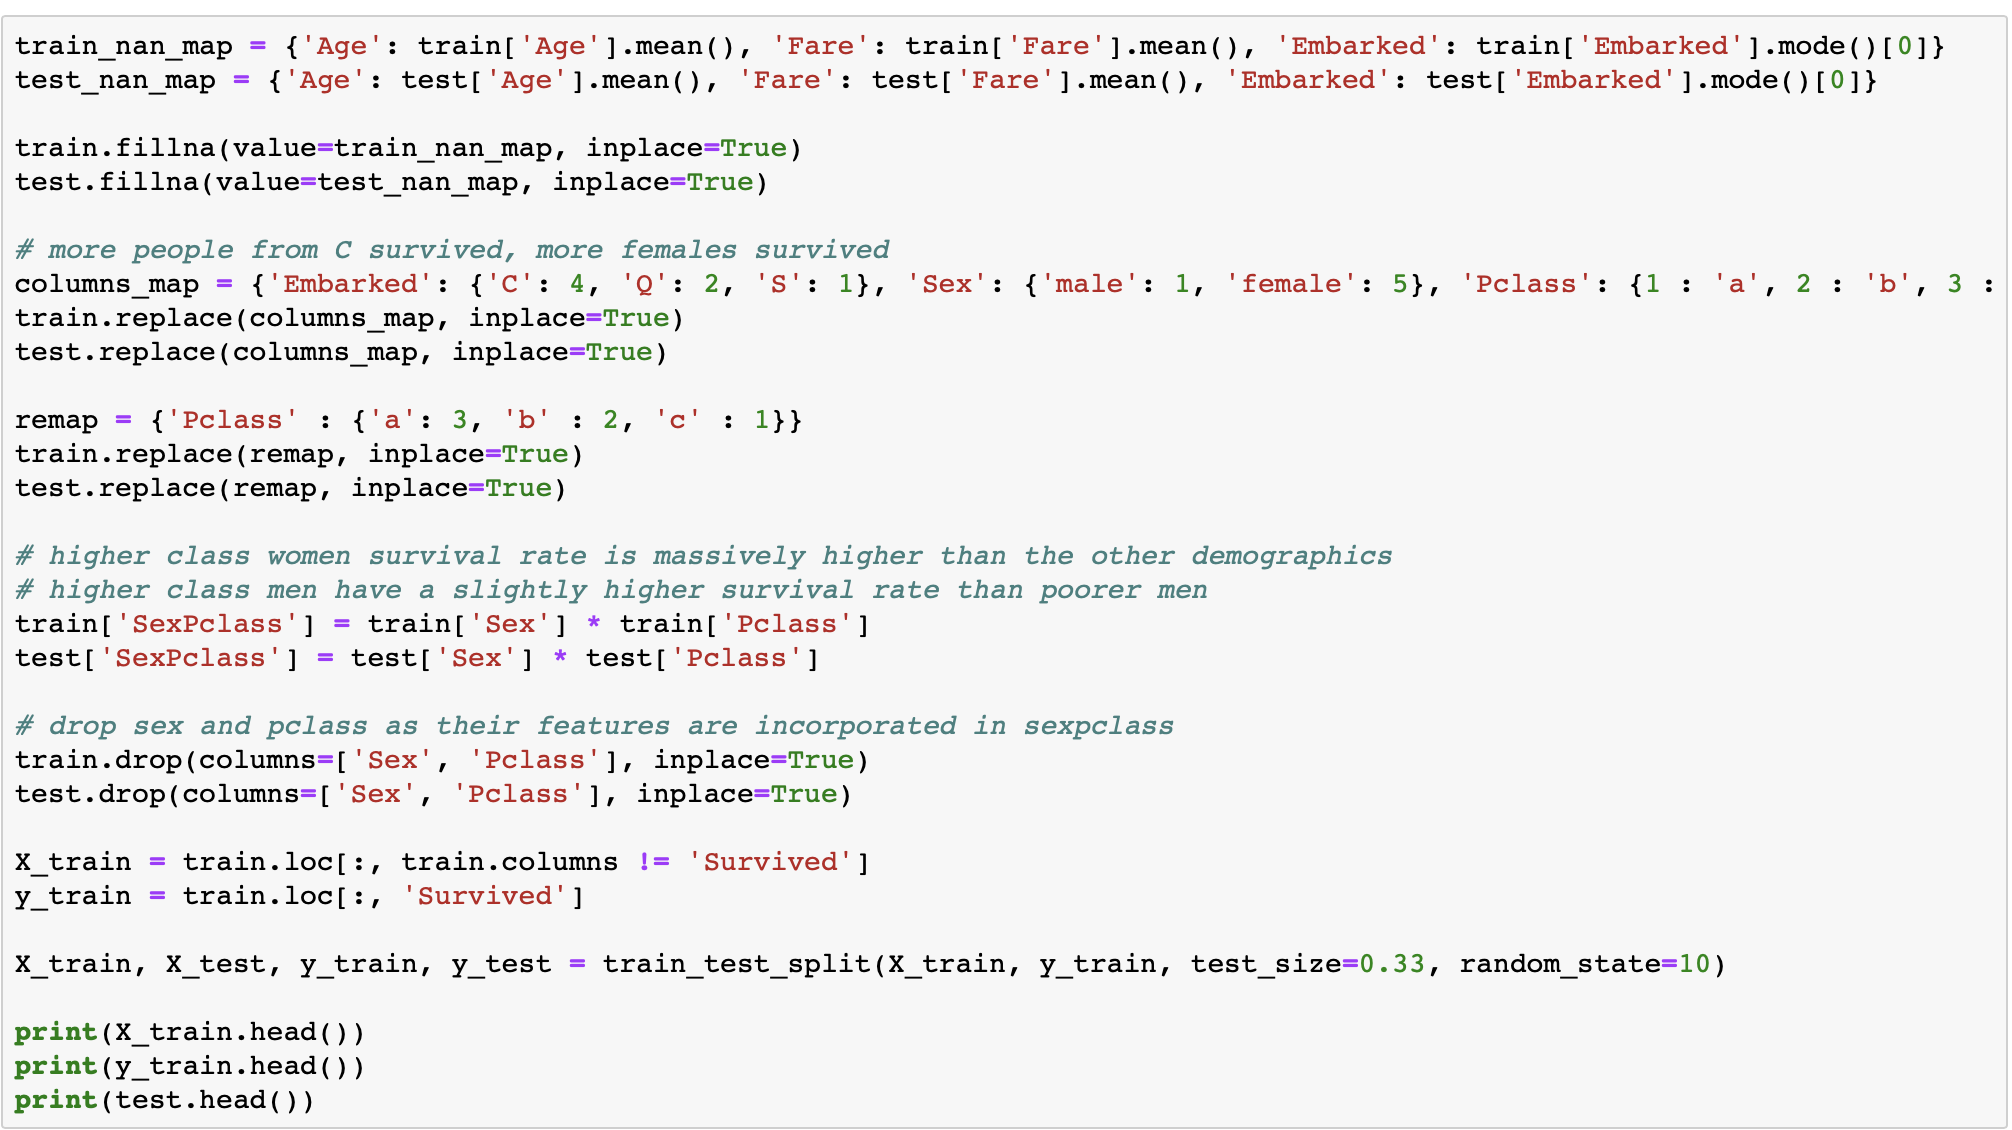 train_nan_map = {'Age': train['Age'].mean(), 'Fare': train['Fare'].mean(), 'Embarked': train['Embarked'].mode()[0]}
test_nan_map = {'Age': test['Age'].mean(), 'Fare': test['Fare'].mean(), 'Embarked': test['Embarked'].mode()[0]}
train.fillna(value=train_nan_map, inplace=True)
test.fillna(value=test_nan_map, inplace=True)
# more people from C survived, more females survived
columns_map = {'Embarked': {'C': 4, 'Q': 2, 'S': 1}, 'Sex': {'male': 1, 'female': 5}, 'Pclass': {1 : 'a', 2 : 'b', 3 :
train.replace(columns_map, inplace=True)
test.replace(columns_map, inplace=True)
remap = {'Pclass' : {'a': 3, 'b' : 2, 'c' : 1}}
train.replace(remap, inplace=True)
test.replace(remap, inplace=True)
# higher class women survival rate is massively higher than the other demographics
# higher class men have a slightly higher survival rate than poorer men
train['SexPclass'] = train['Sex'] * train['Pclass']
test['SexPclass'] = test['Sex'] * test['Pclass']
# drop sex and pclass as their features are incorporated in sexpclass
train.drop(columns=['Sex', 'Pclass'], inplace=True)
test.drop(columns=['Sex', 'Pclass'], inplace=True)
X_train = train.loc[:, train.columns != 'Survived']
y_train = train.loc[:, 'Survived']
X_train, X_test, y_train, y_test = train_test_split(X_train, y_train, test_size=0.33, random_state=10)
print(X_train.head())
print(y_train.head())
print(test.head())